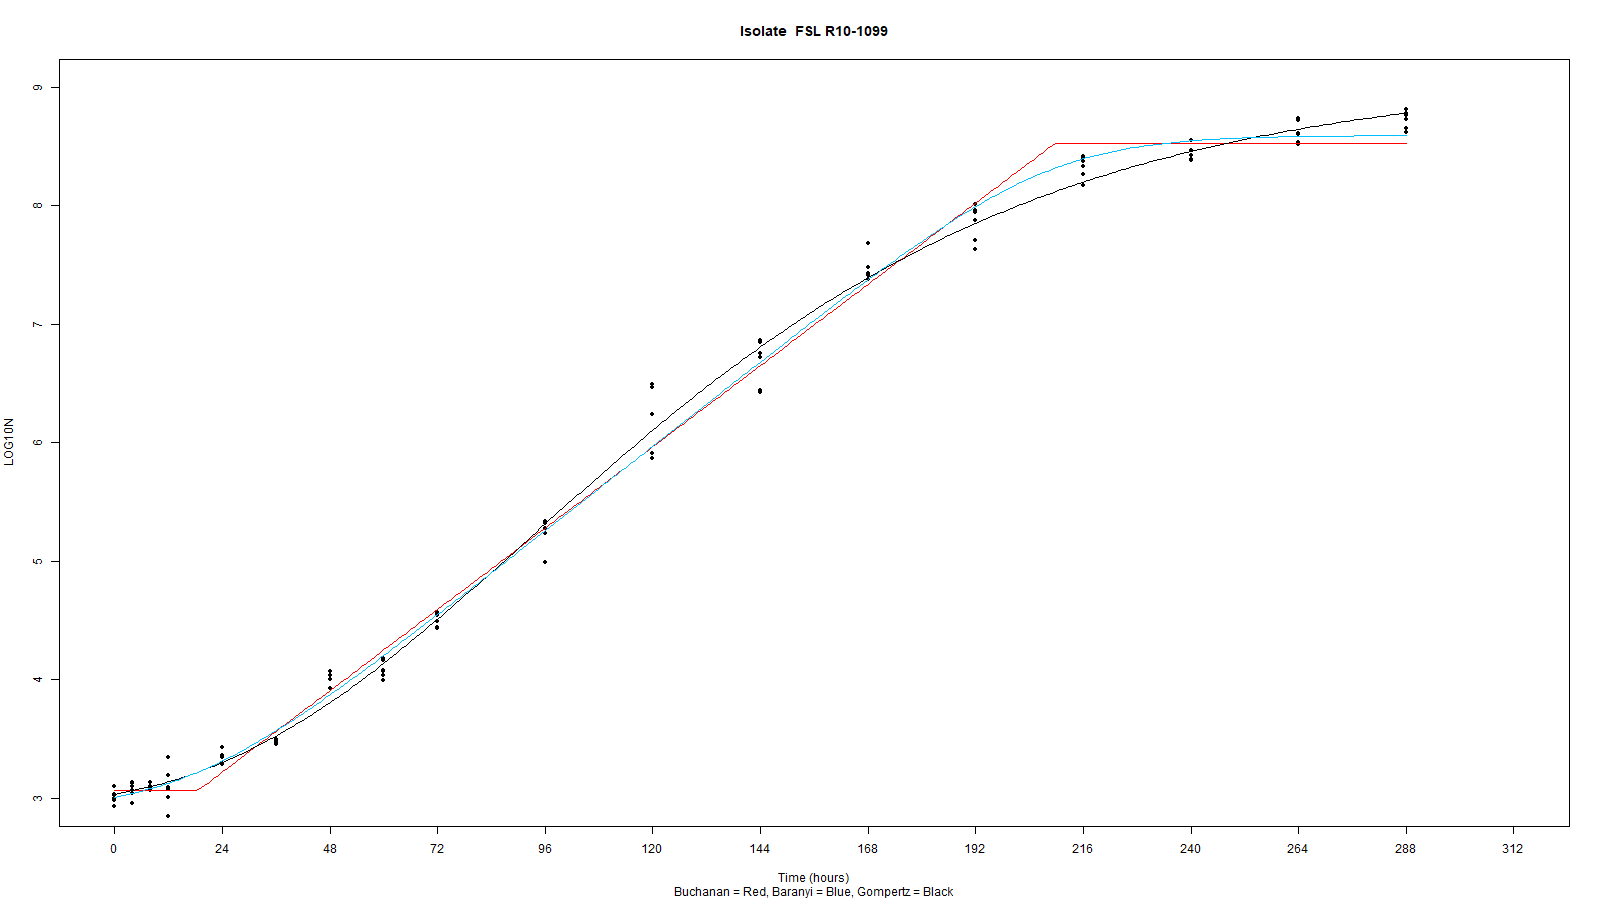 Isolate  FSL R10-1099
LOG10N
9
8
7
6
5
4
3
0 24 48 72 96 120 144 168 192 216 240 264 288 312
Time (hours)
Buchanan = Red, Baranyi = Blue, Gompertz = Black